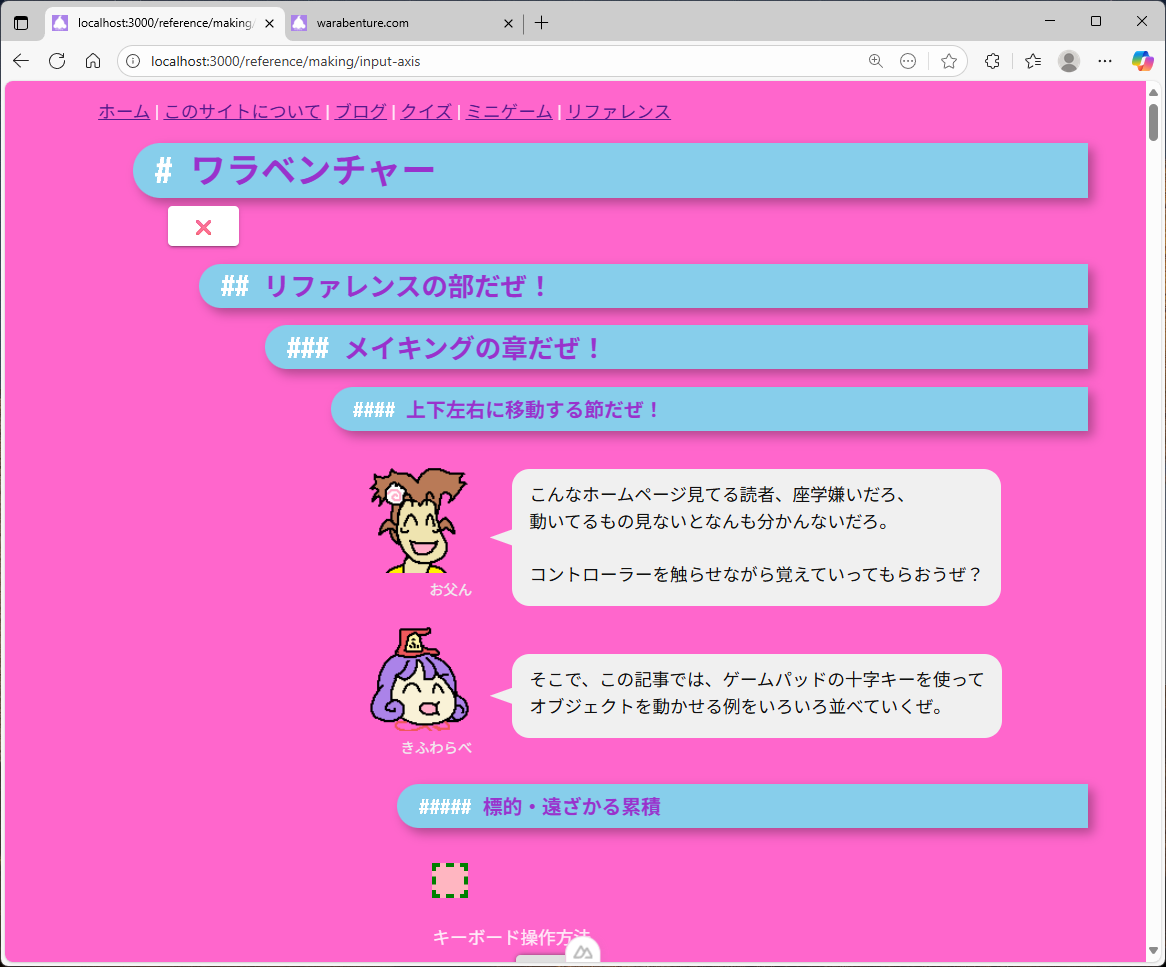 localhost:3000/reference/making/
warabenture.com
localhost:3000/reference/making/input-axis
ホーム | このサイトについて | ブログ | クイズ | ミニゲーム | リファレンス
# ワラベンチャー
## リファレンスの部だぜ！
### メイキングの章だぜ！
#### 上下左右に移動する節だぜ！
こんなホームページ見てる読者、座学嫌いだろ、
動いてるもの見ないとなんも分かんないだろ。
コントローラーを触らせながら覚えていってもらおうぜ？
お父ん
そこで、この記事では、ゲームパッドの十字キーを使って
オブジェクトを動かせる例をいろいろ並べていくぜ。
きふわらべ
##### 標的・遠ざかる累積
キーボード操作方法